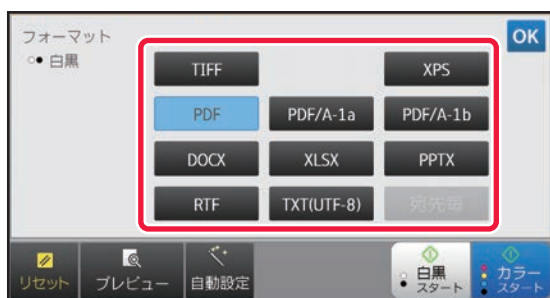 フォーマット
OK
白黒
TIFF
XPS
PDF
PDF/A-1a
PDF/A-1b
DOCX
XLSX
PPTX
RTF
TXT(UTF-8)
宛先毎
リセット
プレビュー
自動設定
白黒
スタート
カラー
スタート